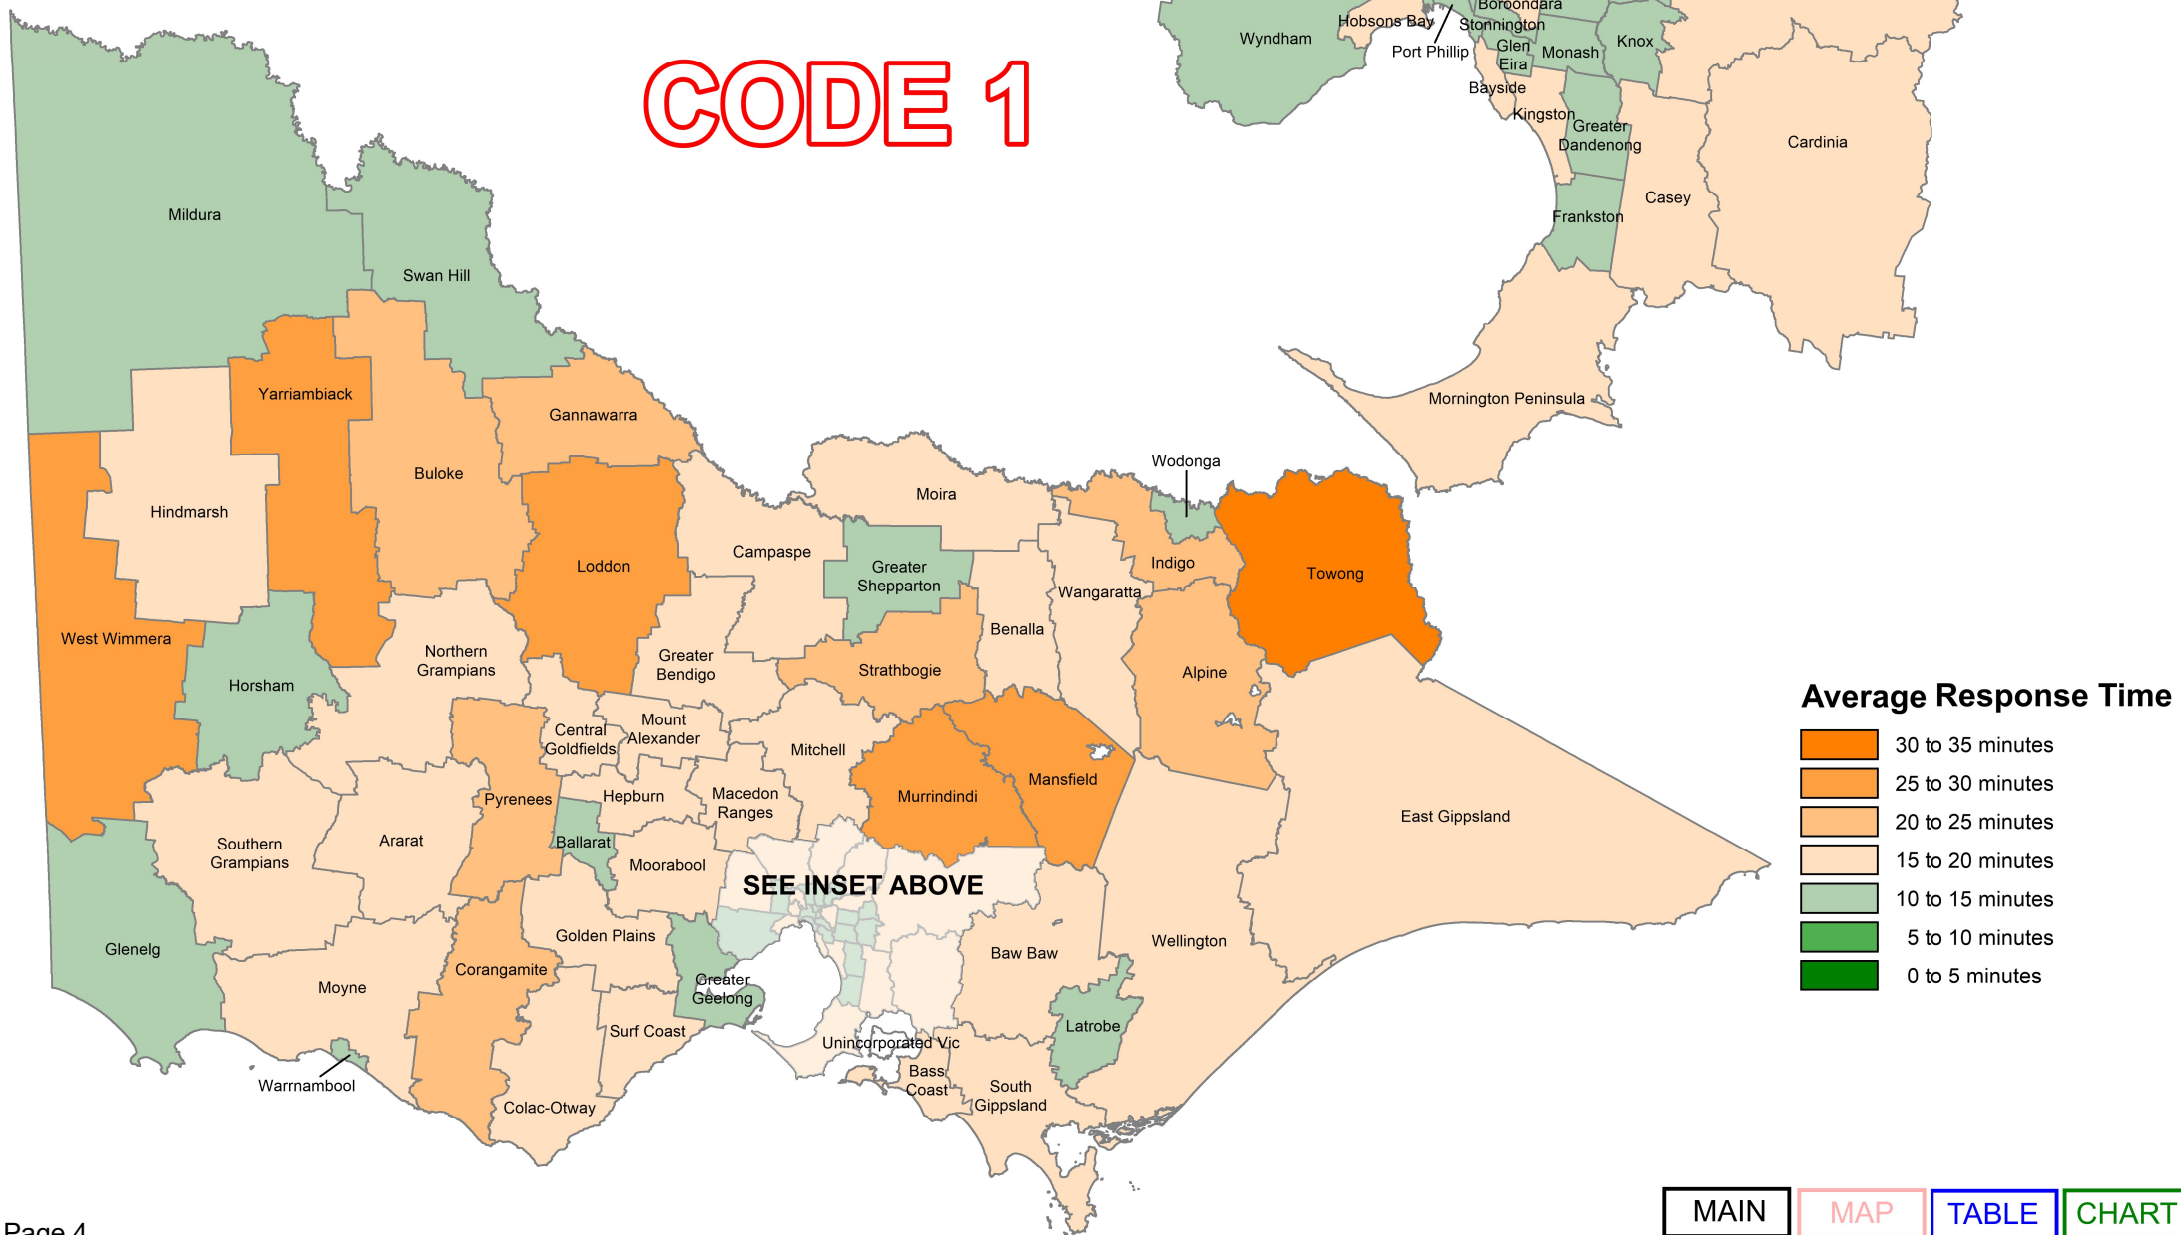 Boroondara
Hobsons Bay
Stonnington
Wyndham
Port Phillip
Glen
Eira
Monash
Knox
Bayside
Kingston
Greater
Dandenong
Cardinia
Casey
Frankston
Mornington Peninsula
CODE 1
Mildura
Swan Hill
Yarriambiack
Gannawarra
Buloke
Hindmarsh
Wodonga
Moira
Loddon
Campaspe
Greater
Shepparton
Indigo
Towong
Wangaratta
West Wimmera
Benalla
Northern
Grampians
Greater
Bendigo
Strathbogie
Alpine
Horsham
Central
Goldfields
Mount
Alexander
Mitchell
Mansfield
Murrindindi
Pyrenees
Hepburn
Macedon
Ranges
East Gippsland
Southern
Grampians
Ararat
Ballarat
Moorabool
SEE INSET ABOVE
Glenelg
Golden Plains
Wellington
Baw Baw
Corangamite
Moyne
Greater
Geelong
Latrobe
Surf Coast
Unincorporated Vic
Warrnambool
Bass
Coast
South
Gippsland
Colac-Otway
Average Response Time
30 to 35 minutes
25 to 30 minutes
20 to 25 minutes
15 to 20 minutes
10 to 15 minutes
5 to 10 minutes
0 to 5 minutes
MAIN
MAP
TABLE
CHART
Page 4